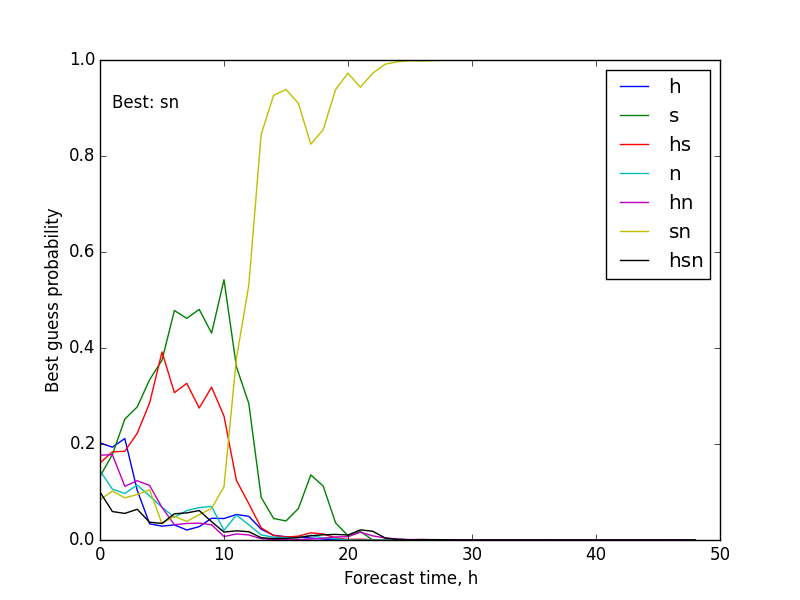 1.0
0.8
0.6
0.4
0.2
0.0
Best guess probability
Best: sn
h
s
hs
n
hn
sn
hsn
0 10 20 30 40 50
Forecast time, h